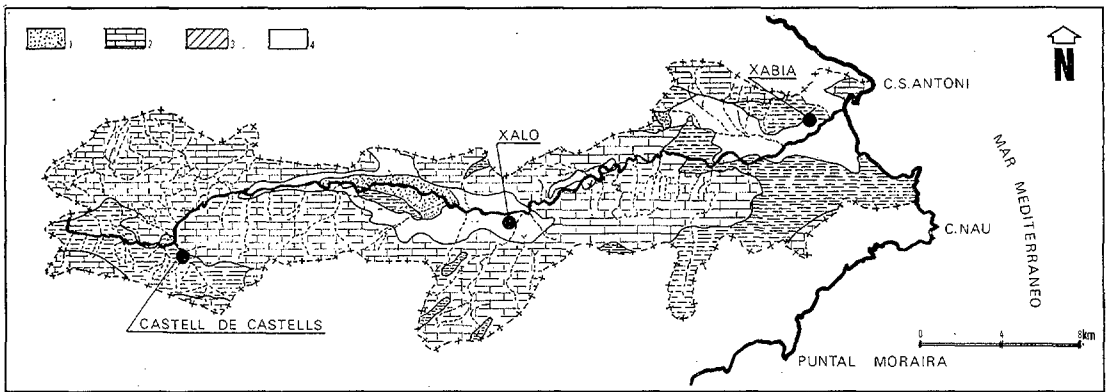 1 2 3 4
XABIA
C.S.ANTONI
N
XALO
MAR MEDITERRANEO
C.NAU
CASTELL DE CASTELLS
0 4 8km
PUNTAL MORAIRA